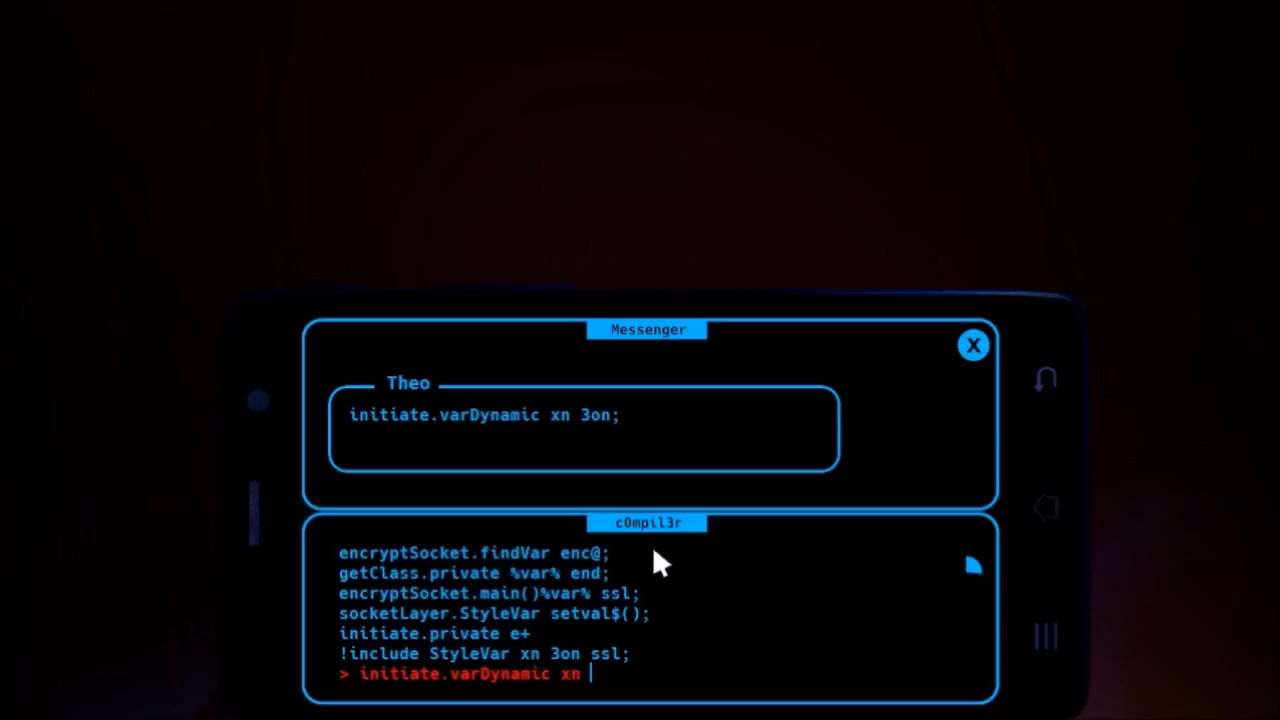 Messenger
X
Theo
initiate.varDynamic xn 3on;
c0mpil3r
encryptSocket.findVar enc@;
getClass.private %var% end;
encryptSocket.main()%var% ssl;
socketLayer.StyleVar setval$();
initiate.private e+
!include StyleVar xn 3on ssl;
> initiate.varDynamic xn